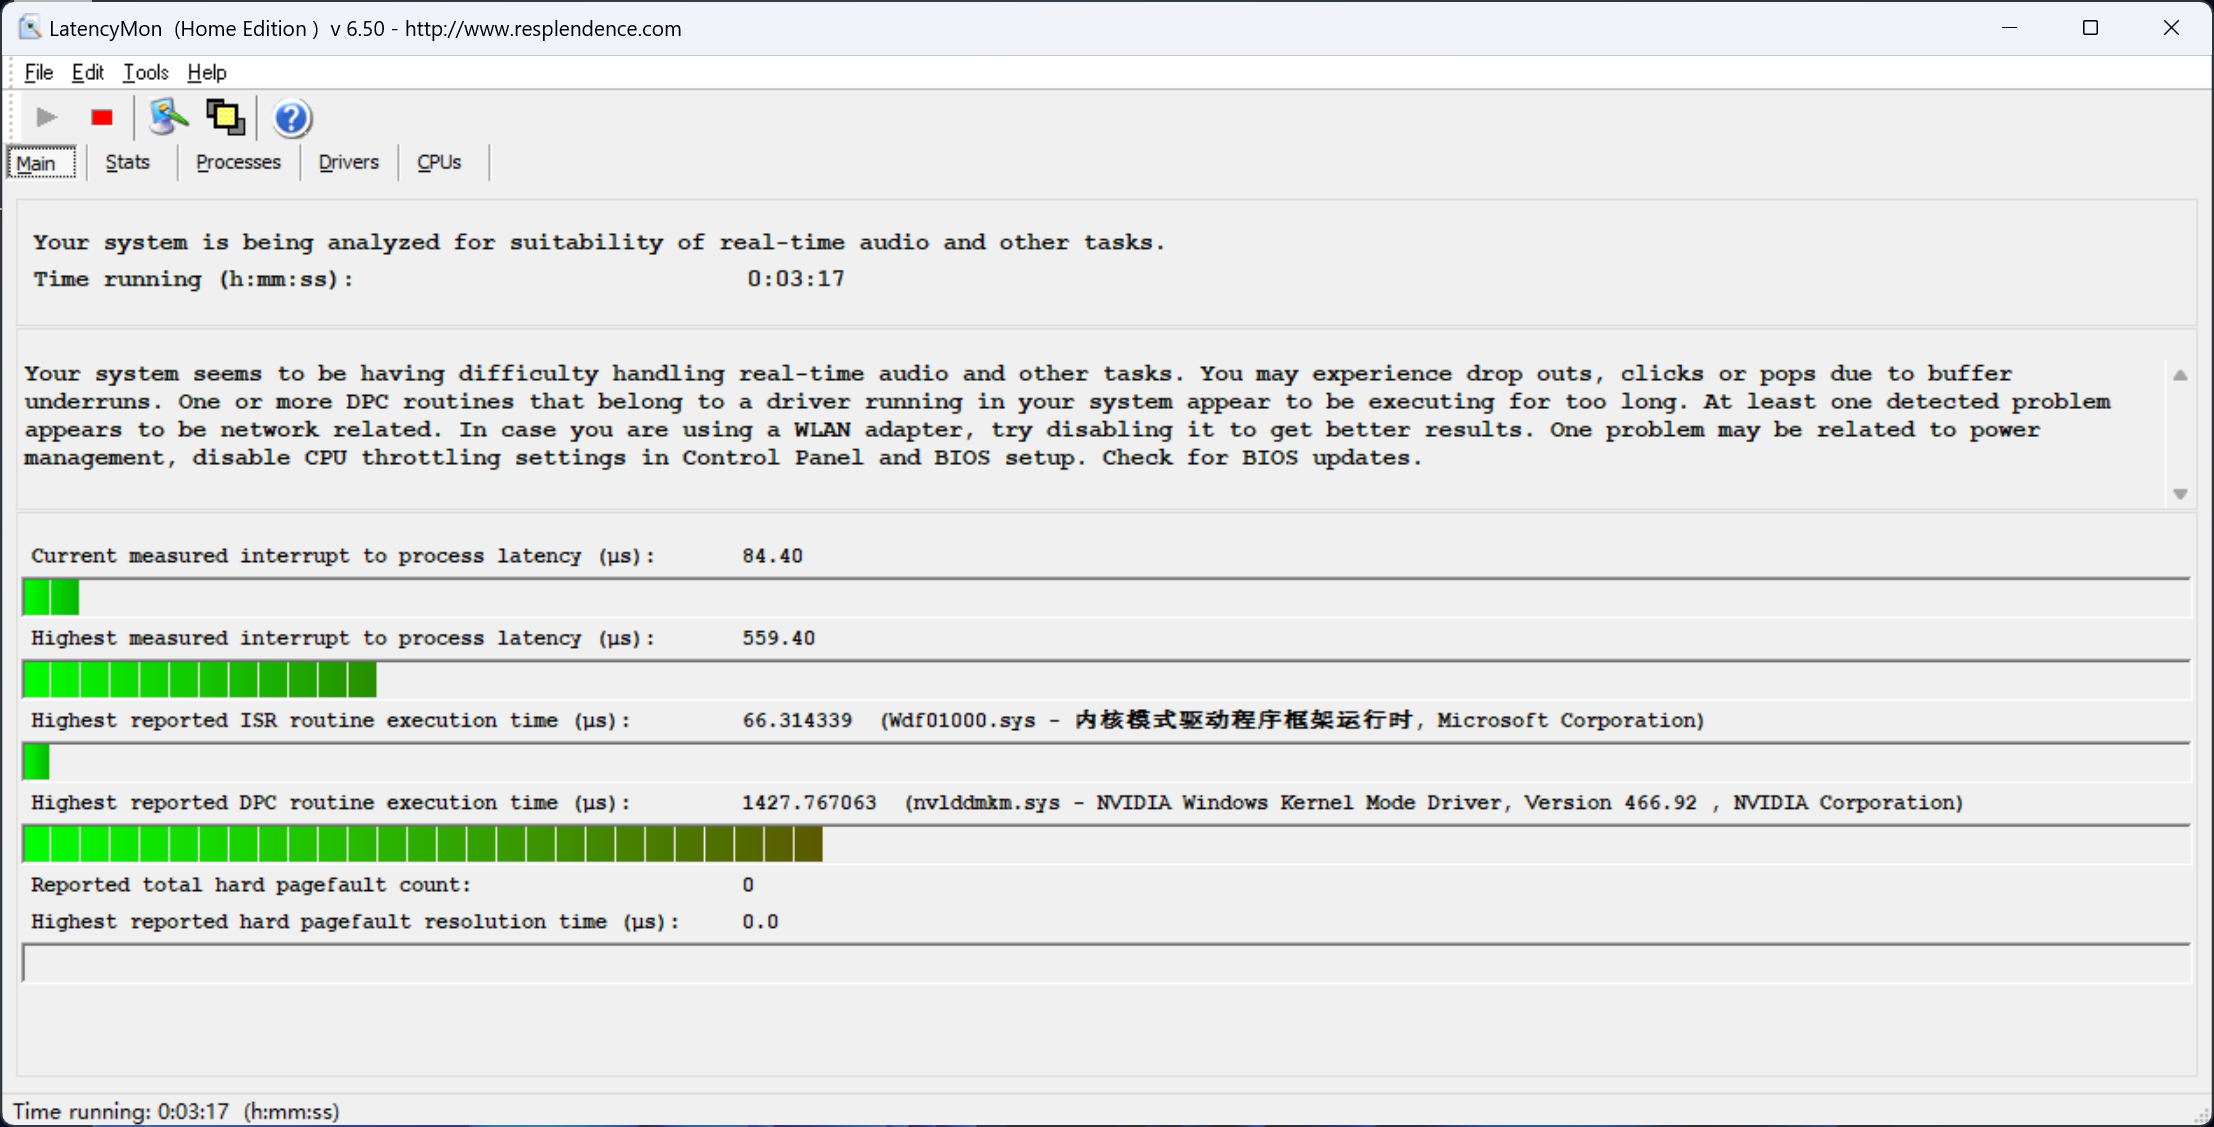 LatencyMon  (Home Edition )  v 6.50 - http://www.resplendence.com
File Edit Tools Help
Main Stats Processes Drivers CPUs
Your system is being analyzed for suitability of real-time audio and other tasks.
Time running (h:mm:ss): 0:03:17
Your system seems to be having difficulty handling real-time audio and other tasks. You may experience drop outs, clicks or pops due to buffer
underruns. One or more DPC routines that belong to a driver running in your system appear to be executing for too long. At least one detected problem
appears to be network related. In case you are using a WLAN adapter, try disabling it to get better results. One problem may be related to power
management, disable CPU throttling settings in Control Panel and BIOS setup. Check for BIOS updates.
Current measured interrupt to process latency (µs): 84.40
Highest measured interrupt to process latency (µs): 559.40
Highest reported ISR routine execution time (µs): 66.314339 (Wdf01000.sys - 内核模式驱动程序框架运行时, Microsoft Corporation)
Highest reported DPC routine execution time (µs): 1427.767063 (nvlddmkm.sys - NVIDIA Windows Kernel Mode Driver, Version 466.92 , NVIDIA Corporation)
Reported total hard pagefault count: 0
Highest reported hard pagefault resolution time (µs): 0.0
Time running: 0:03:17  (h:mm:ss)